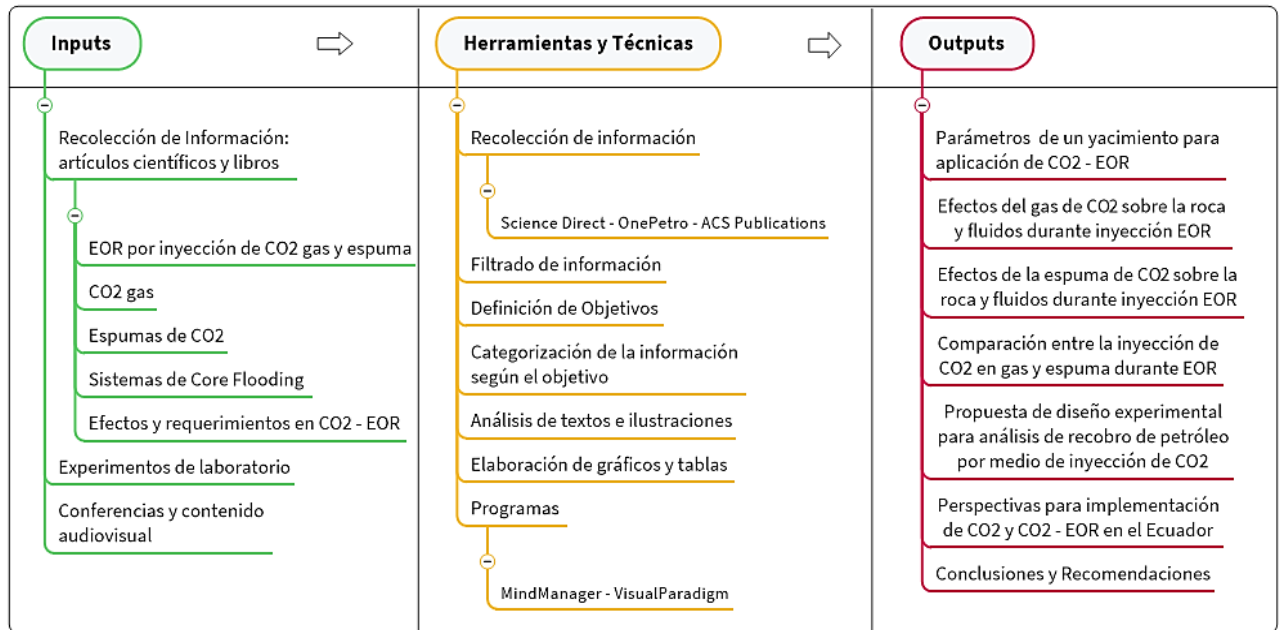 Inputs
Recolección de Información:
artículos científicos y libros
EOR por inyección de CO2 gas y espuma
CO2 gas
Espumas de CO2
Sistemas de Core Flooding
Efectos y requerimientos en CO2 - EOR
Experimentos de laboratorio
Conferencias y contenido
audiovisual
Herramientas y Técnicas
Recolección de información
Science Direct - OnePetro - ACS Publications
Filtrado de información
Definición de Objetivos
Categorización de la información
según el objetivo
Análisis de textos e ilustraciones
Elaboración de gráficos y tablas
Programas
MindManager - VisualParadigm
Outputs
Parámetros de un yacimiento para
aplicación de CO2 - EOR
Efectos del gas de CO2 sobre la roca
y fluidos durante inyección EOR
Efectos de la espuma de CO2 sobre la
roca y fluidos durante inyección EOR
Comparación entre la inyección de
CO2 en gas y espuma durante EOR
Propuesta de diseño experimental
para análisis de recobro de petróleo
por medio de inyección de CO2
Perspectivas para implementación
de CO2 y CO2 - EOR en el Ecuador
Conclusiones y Recomendaciones